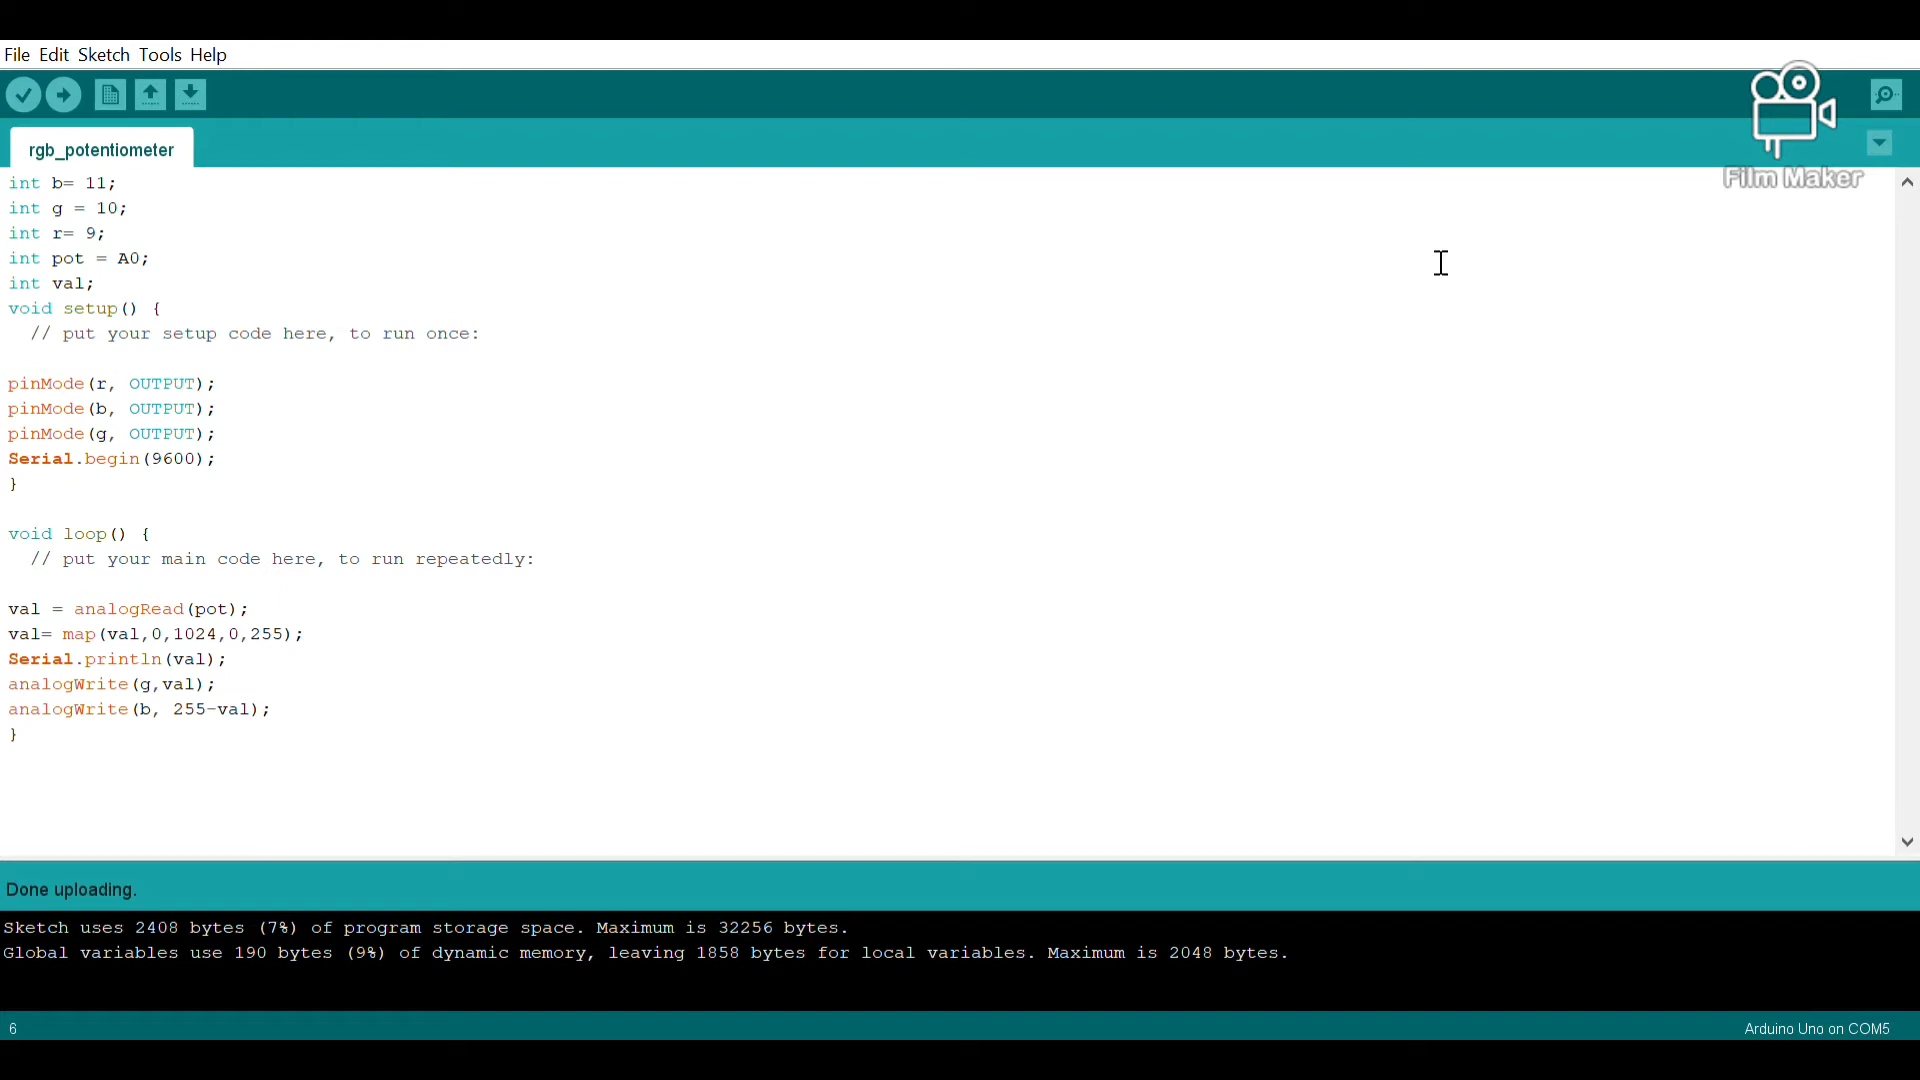 File Edit Sketch Tools Help
Film Maker
rgb_potentiometer
int b= 11;
int g = 10;
int r= 9;
int pot = A0;
int val;
void setup() {
  // put your setup code here, to run once:
pinMode(r, OUTPUT);
pinMode(b, OUTPUT);
pinMode(g, OUTPUT);
Serial.begin(9600);
}
void loop() {
  // put your main code here, to run repeatedly:
val = analogRead(pot);
val= map(val,0,1024,0,255);
Serial.println(val);
analogWrite(g,val);
analogWrite(b, 255-val);
}
Done uploading.
Sketch uses 2408 bytes (7%) of program storage space. Maximum is 32256 bytes.
Global variables use 190 bytes (9%) of dynamic memory, leaving 1858 bytes for local variables. Maximum is 2048 bytes.
6
Arduino Uno on COM5